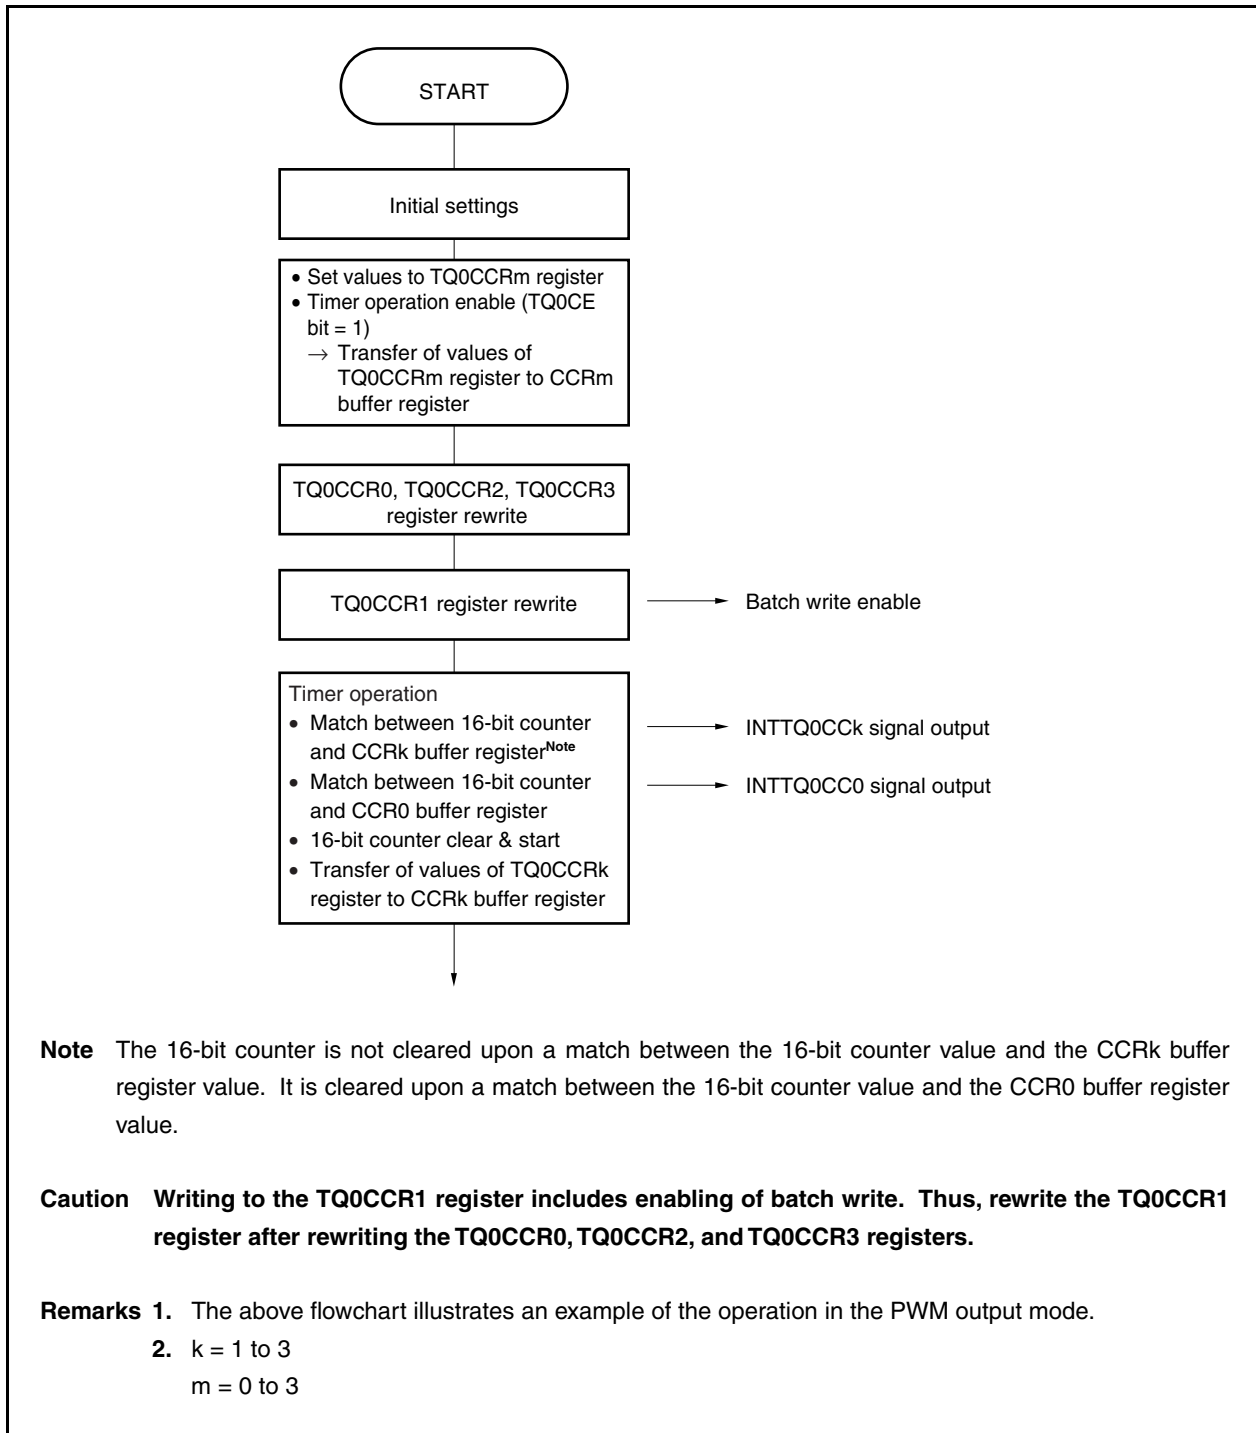 START
Initial settings
• Set values to TQ0CCRm register
• Timer operation enable (TQ0CE
bit = 1)
→ Transfer of values of
TQ0CCRm register to CCRm
buffer register
TQ0CCR0, TQ0CCR2, TQ0CCR3
register rewrite
TQ0CCR1 register rewrite
Batch write enable
Timer operation
• Match between 16-bit counter
and CCRk buffer registerNote
INTTQ0CCk signal output
• Match between 16-bit counter
and CCR0 buffer register
INTTQ0CC0 signal output
• 16-bit counter clear & start
• Transfer of values of TQ0CCRk
register to CCRk buffer register
Note The 16-bit counter is not cleared upon a match between the 16-bit counter value and the CCRk buffer
register value. It is cleared upon a match between the 16-bit counter value and the CCR0 buffer register
value.
Caution Writing to the TQ0CCR1 register includes enabling of batch write. Thus, rewrite the TQ0CCR1
register after rewriting the TQ0CCR0, TQ0CCR2, and TQ0CCR3 registers.
Remarks 1. The above flowchart illustrates an example of the operation in the PWM output mode.
2. k = 1 to 3
m = 0 to 3